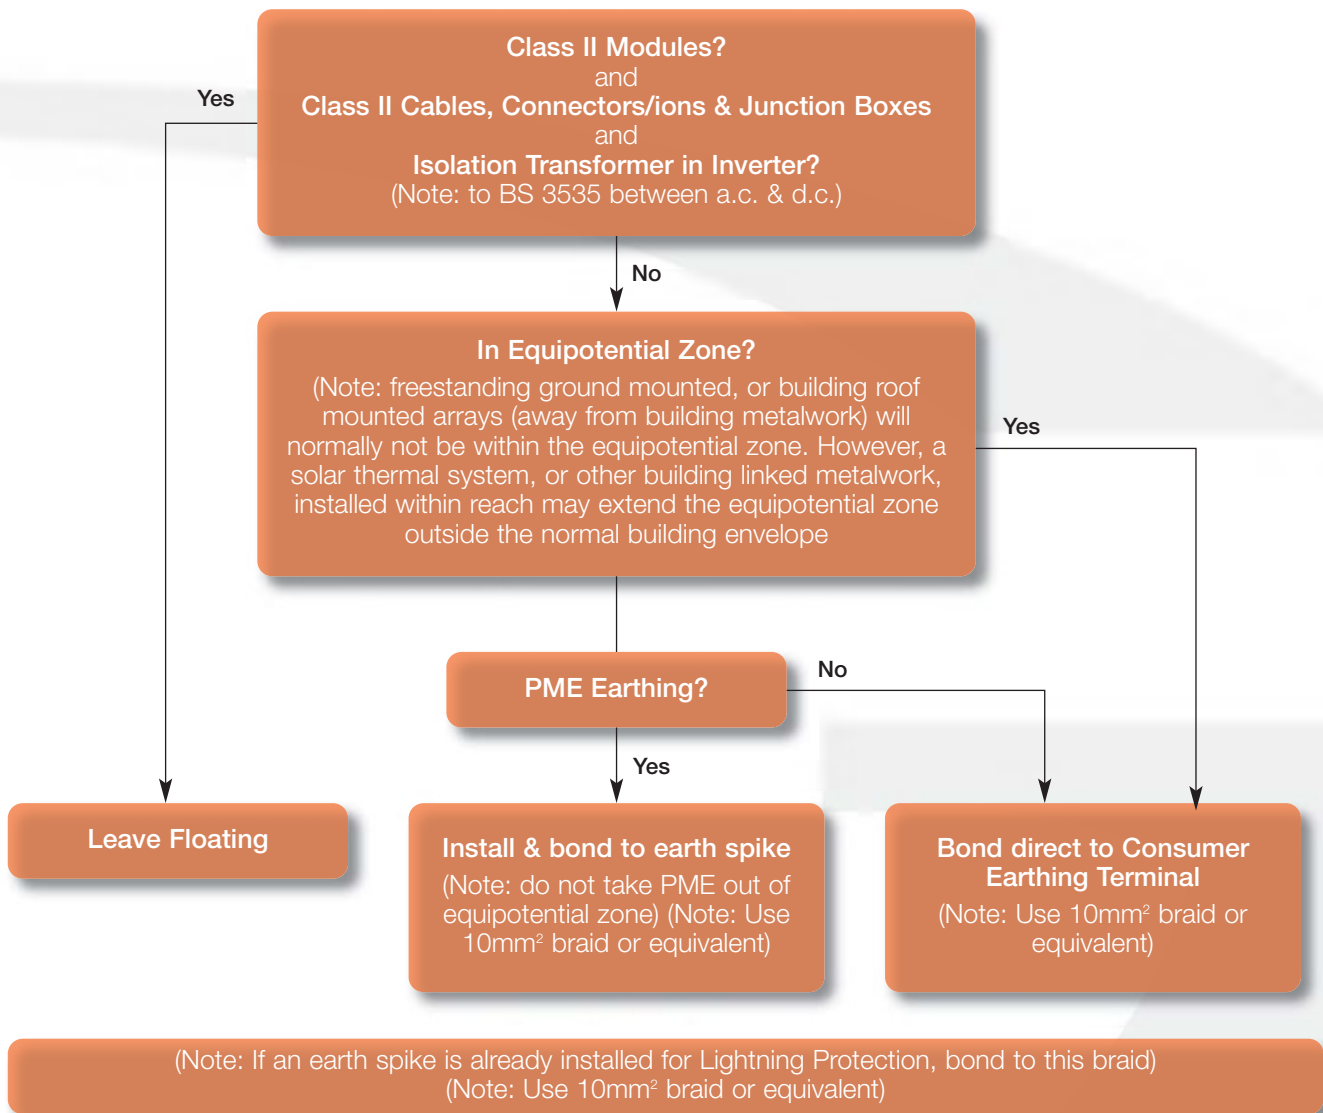 Class II Modules?
and
Yes
Class II Cables, Connectors/ions & Junction Boxes
and
Isolation Transformer in Inverter?
(Note: to BS 3535 between a.c. & d.c.)
No
In Equipotential Zone?
(Note: freestanding ground mounted, or building roof
mounted arrays (away from building metalwork) will
normally not be within the equipotential zone. However, a
solar thermal system, or other building linked metalwork,
installed within reach may extend the equipotential zone
outside the normal building envelope
Yes
PME Earthing?
No
Yes
Leave Floating
Install & bond to earth spike
(Note: do not take PME out of
equipotential zone) (Note: Use
10mm² braid or equivalent)
Bond direct to Consumer
Earthing Terminal
(Note: Use 10mm² braid or
equivalent)
(Note: If an earth spike is already installed for Lightning Protection, bond to this braid)
(Note: Use 10mm² braid or equivalent)